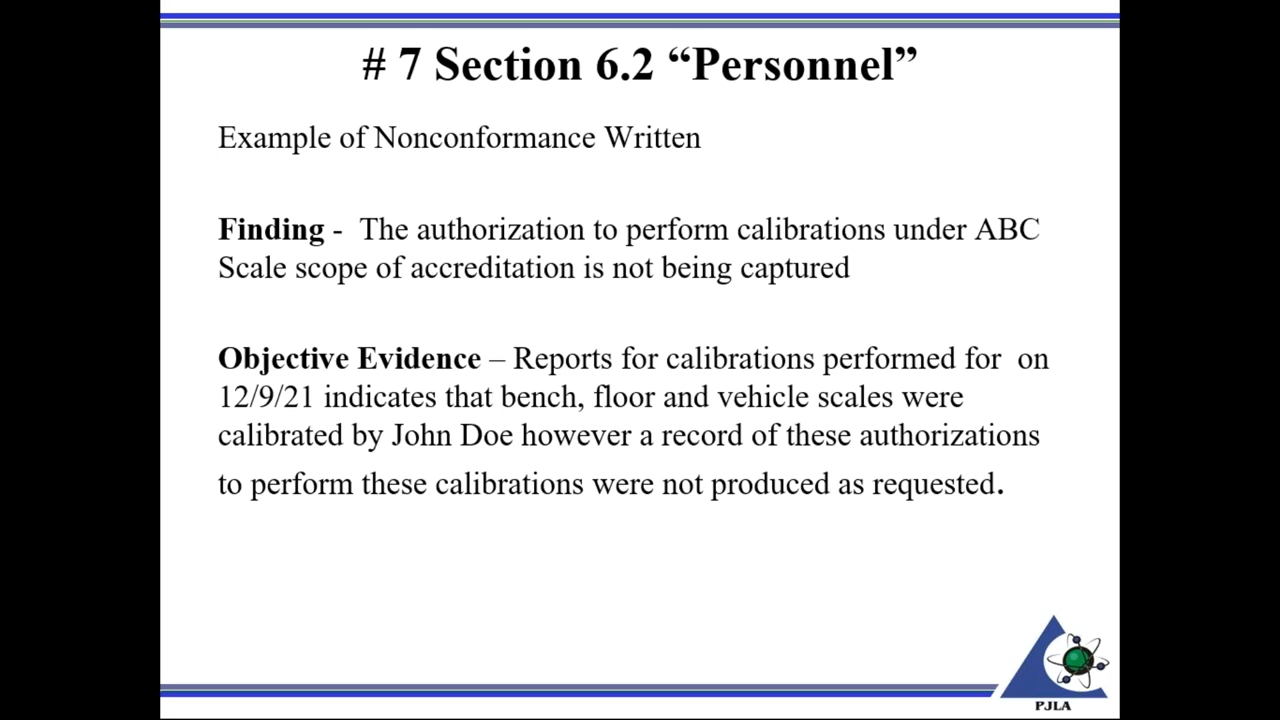 # 7 Section 6.2 “Personnel”
Example of Nonconformance Written
Finding - The authorization to perform calibrations under ABC
Scale scope of accreditation is not being captured
Objective Evidence – Reports for calibrations performed for  on
12/9/21 indicates that bench, floor and vehicle scales were
calibrated by John Doe however a record of these authorizations
to perform these calibrations were not produced as requested.
PJLA